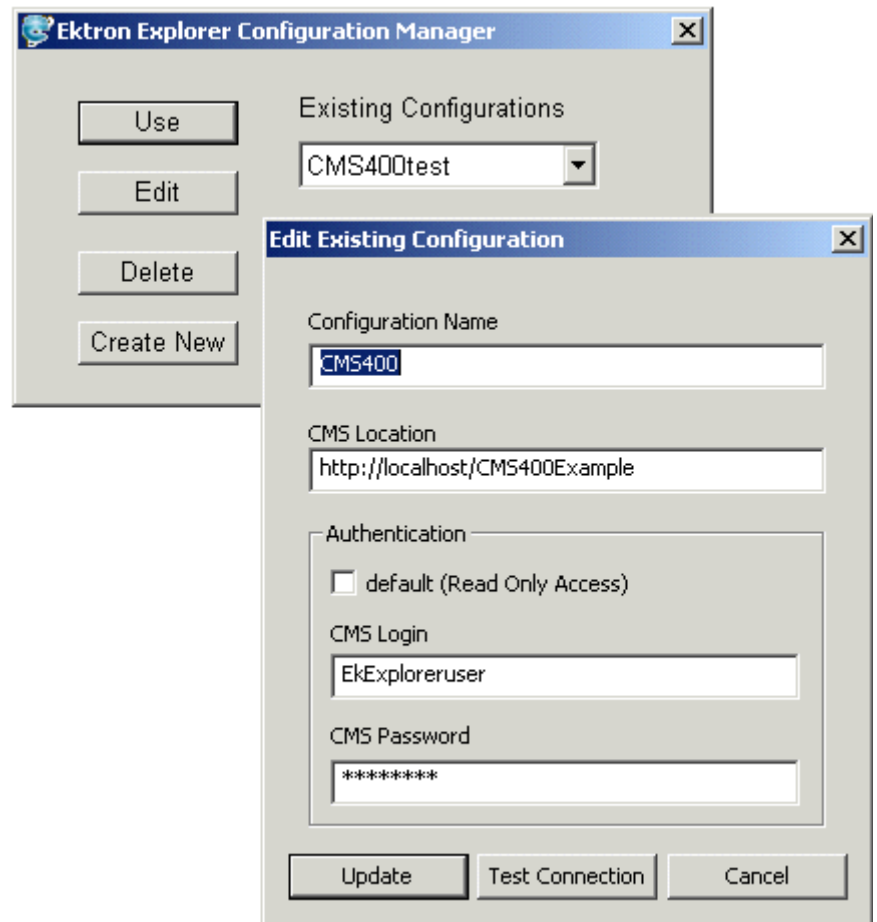 Ektron Explorer Configuration Manager
Use
Existing Configurations
CMS400test
Edit
Delete
Create New
Edit Existing Configuration
Configuration Name
CMS400
CMS Location
http://localhost/CMS400Example
Authentication
default (Read Only Access)
CMS Login
EkExploreruser
CMS Password
********
Update
Test Connection
Cancel